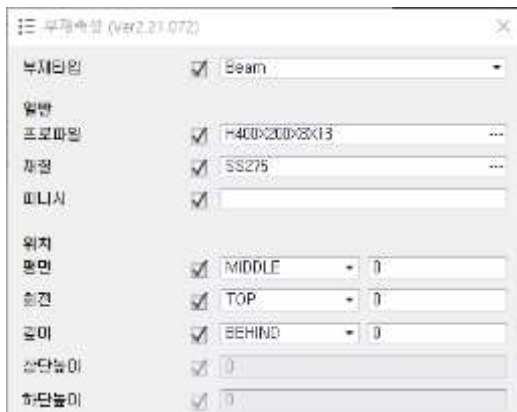 부재속성 (Ver2.21.072)
부재타입 Beam
일반
프로파일 H400X200X8X13
재질 SS275
피니시
위치
평면 MIDDLE 0
회전 TOP 0
깊이 BEHIND 0
상단높이 0
하단높이 0